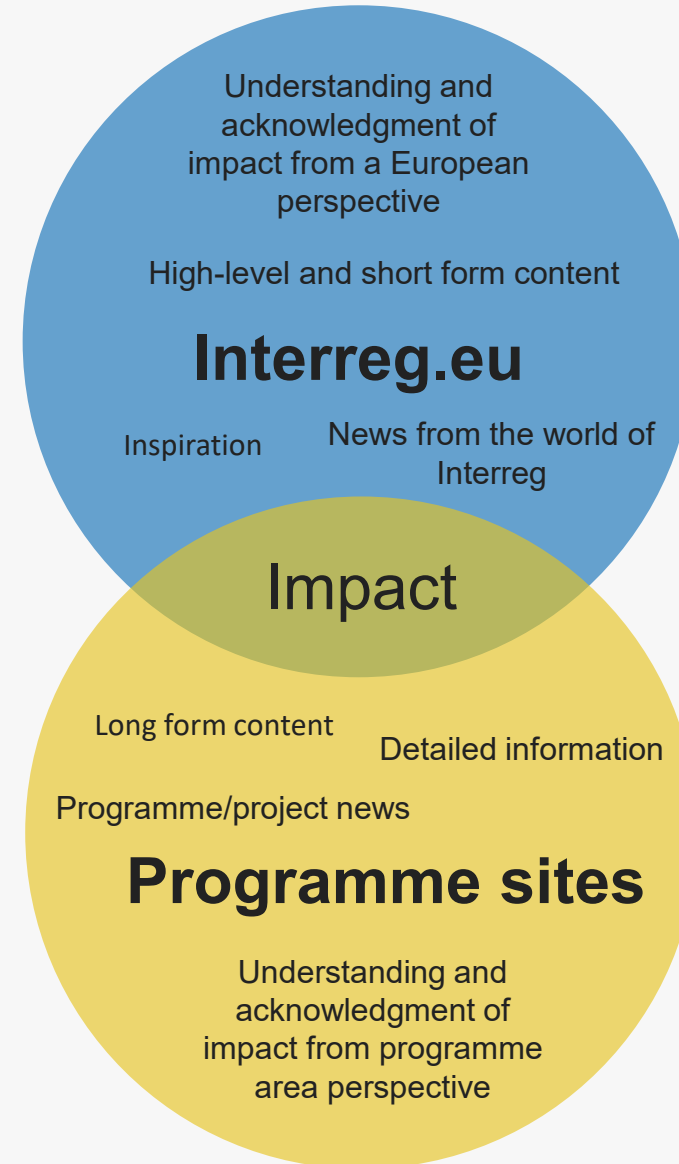 Understanding and
acknowledgment of
impact from a European
perspective
High-level and short form content
Interreg.eu
Inspiration
News from the world of
Interreg
Impact
Long form content
Detailed information
Programme/project news
Programme sites
Understanding and
acknowledgment of
impact from programme
area perspective